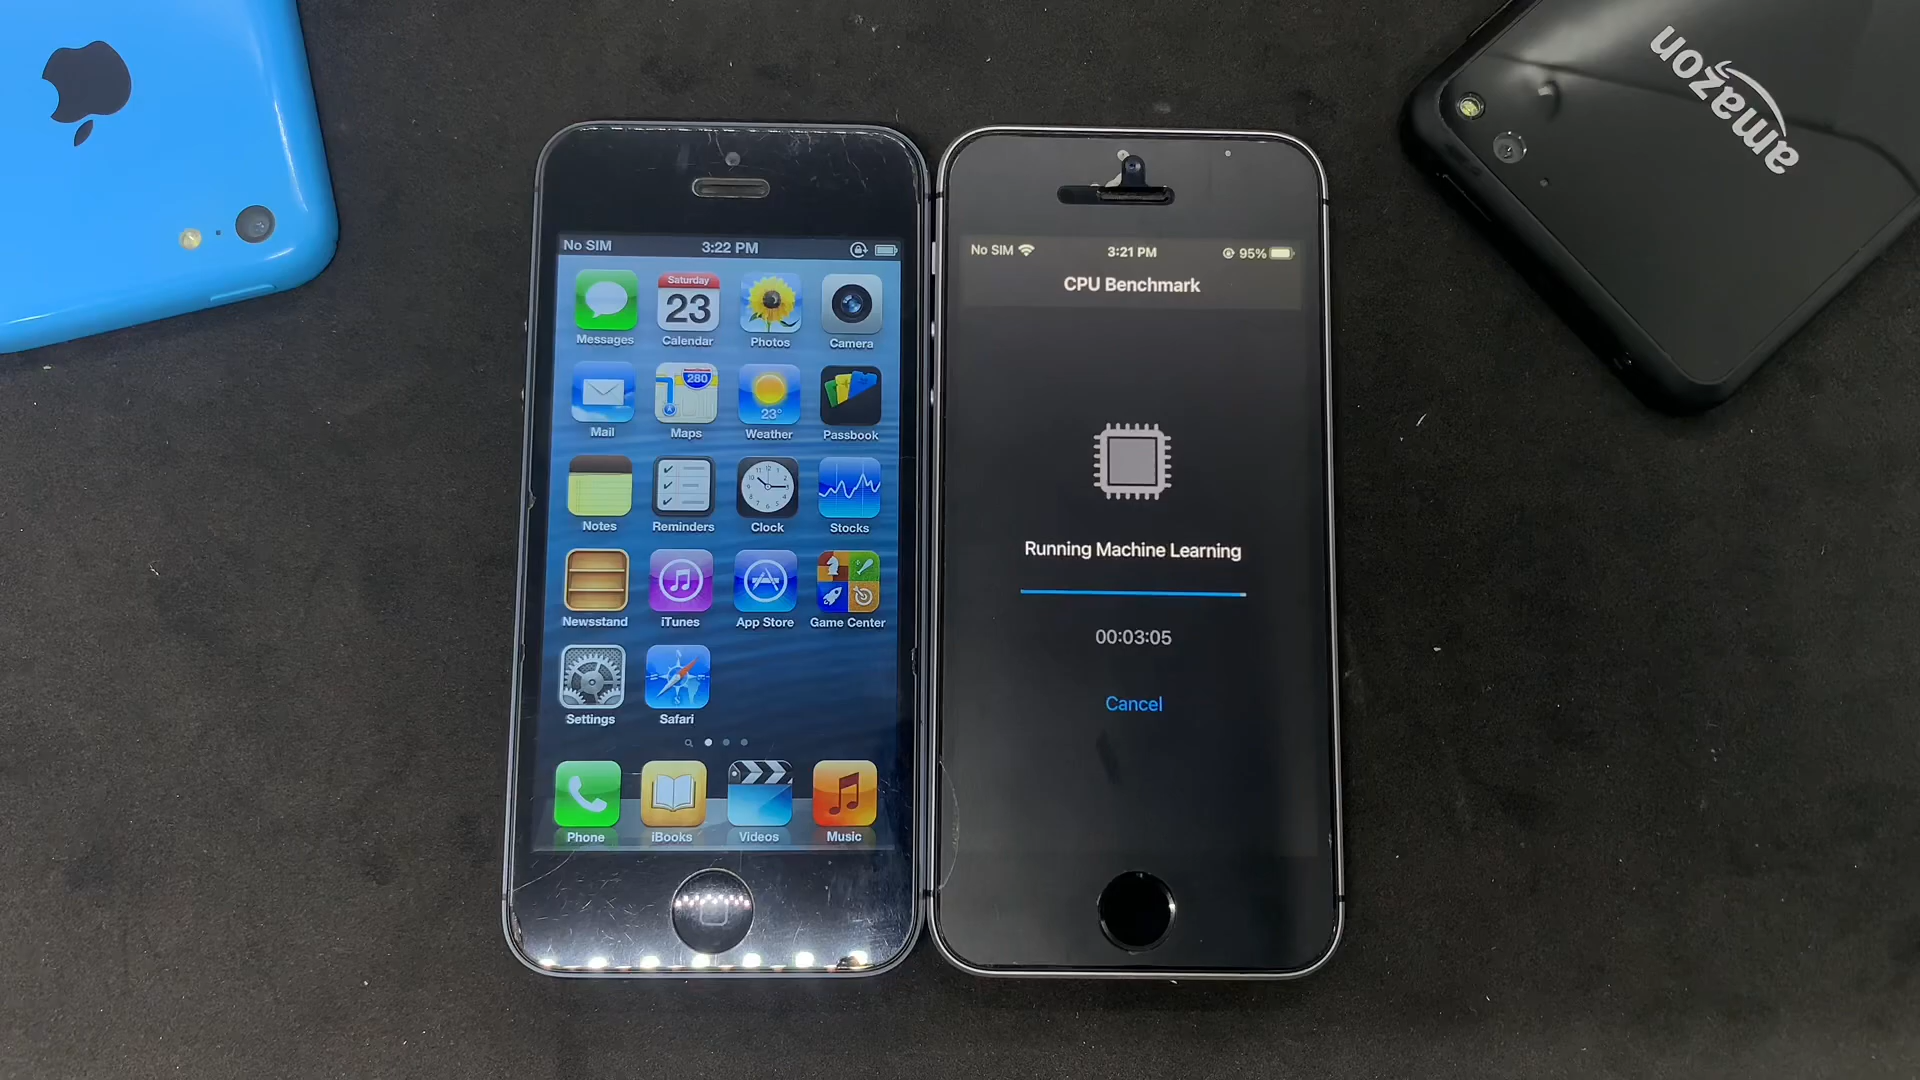 amazon
No SIM 3:22 PM
Saturday
23
Messages Calendar Photos Camera
280
23°
Mail Maps Weather Passbook
Notes Reminders Clock Stocks
Newsstand iTunes App Store Game Center
Settings Safari
Phone iBooks Videos Music
No SIM 3:21 PM 95%
CPU Benchmark
Running Machine Learning
00:03:05
Cancel